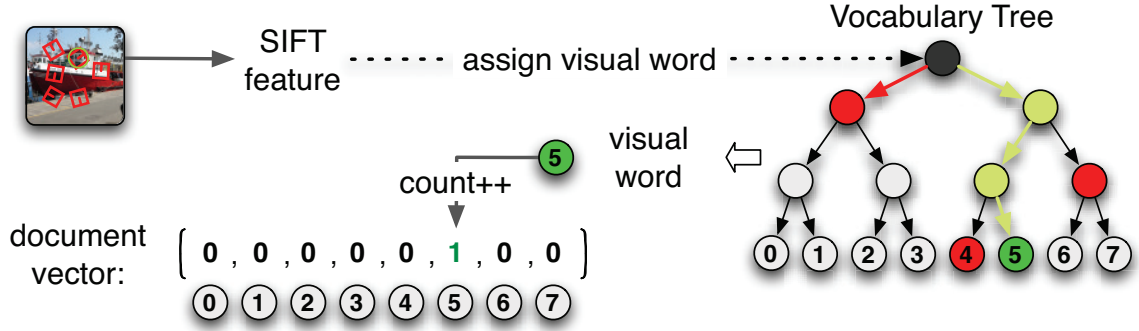 Vocabulary Tree
SIFT
feature
assign visual word
5
visual
word
count++
0 1 2 3 4 5 6 7
document
vector:
0 , 0 , 0 , 0 , 0 , 1 , 0 , 0
0 1 2 3 4 5 6 7